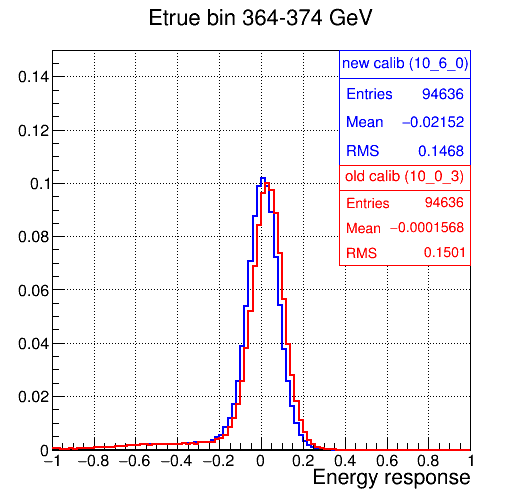 Etrue bin 364-374 GeV
new calib (10_6_0)
Entries 94636
Mean −0.02152
RMS 0.1468
old calib (10_0_3)
Entries 94636
Mean −0.0001568
RMS 0.1501
0.14
0.12
0.1
0.08
0.06
0.04
0.02
0
−1 −0.8 −0.6 −0.4 −0.2 0 0.2 0.4 0.6 0.8 1
Energy response